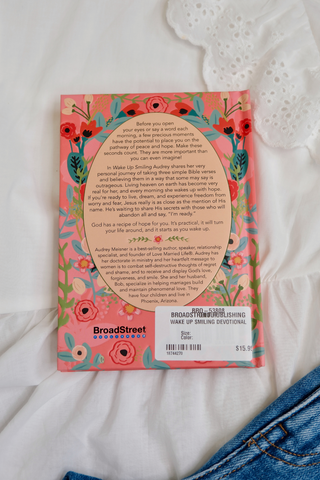 Before you open
your eyes or say a word each
morning, a few precious moments
have the potential to place you on the
pathway of peace and hope. Make these
seconds count. They are more important than
you can even imagine!
In Wake Up Smiling Audrey shares her very
personal journey of taking three simple Bible verses
and believing them in a way that some may say is
outrageous. Living heaven on earth has become very
real for her, and every morning she wakes up with hope.
If you're ready to live, dream, and experience freedom from
worry and fear, Jesus really is as close as the mention of His
name. He's waiting to share His secrets with those who will
abandon all and say, "I'm ready."
God has a recipe for hope for you. It's practical, it will turn
your life around, and it starts as you wake up.
Audrey Meisner is a best-selling author, speaker, relationship
specialist, and founder of Love Married Life®. Audrey has
her doctorate in ministry and her heartfelt message to
women is to combat self-destructive thoughts of regret
and shame, and to receive and display God's love,
forgiveness, and smile. She and her husband,
Bob, specialize in helping marriages build
and maintain phenomenal love. They
have four children and live in
Phoenix, Arizona.
BroadStreet
BRD - 53808
BROADSTREET PUBLISHING
WAKE UP SMILING DEVOTIONAL
Size:
Color:
$15.95